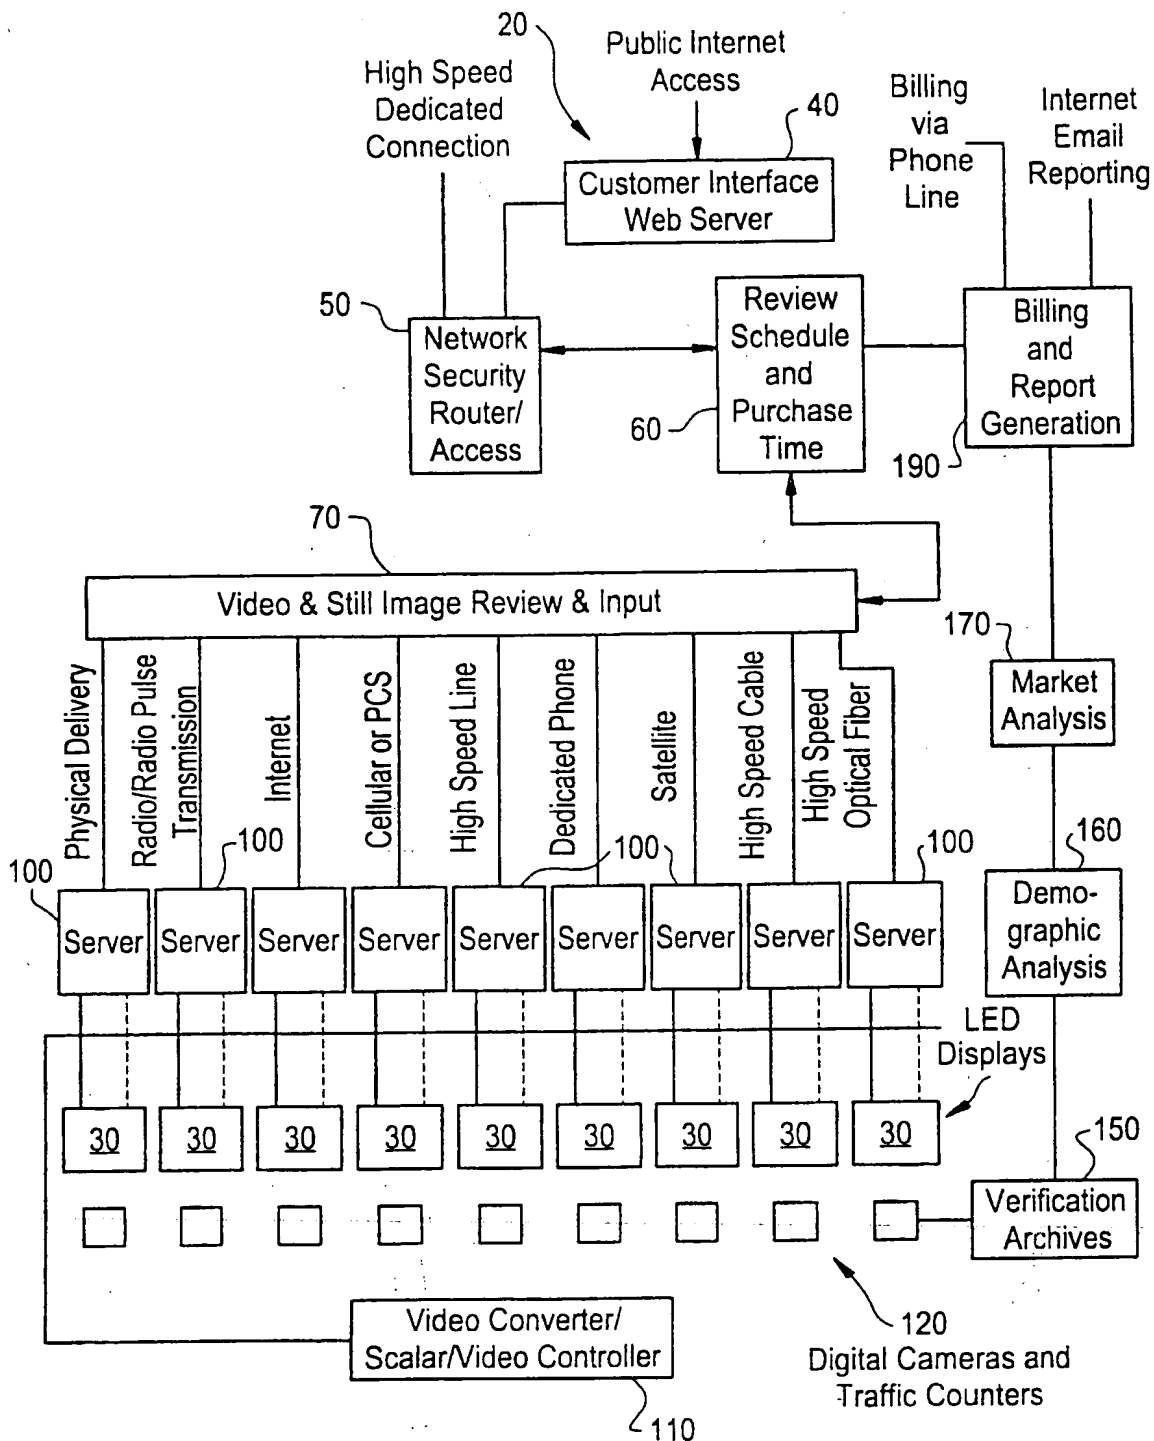 20
Public Internet
Access
High Speed
Dedicated
Connection
40
Billing
via
Phone
Line
Internet
Email
Reporting
Customer Interface
Web Server
50
Network
Security
Router/
Access
Review
Schedule
and
Purchase
Time
60
Billing
and
Report
Generation
190
70
Video & Still Image Review & Input
170
Market
Analysis
Physical Delivery
Radio/Radio Pulse
Transmission
Internet
Cellular or PCS
High Speed Line
Dedicated Phone
Satellite
High Speed Cable
High Speed
Optical Fiber
100
100
100
100
160
Server
Server
Server
Server
Server
Server
Server
Server
Server
Demo-
graphic
Analysis
LED
Displays
30
30
30
30
30
30
30
30
30
150
Verification
Archives
Video Converter/
Scalar/Video Controller
110
120
Digital Cameras and
Traffic Counters